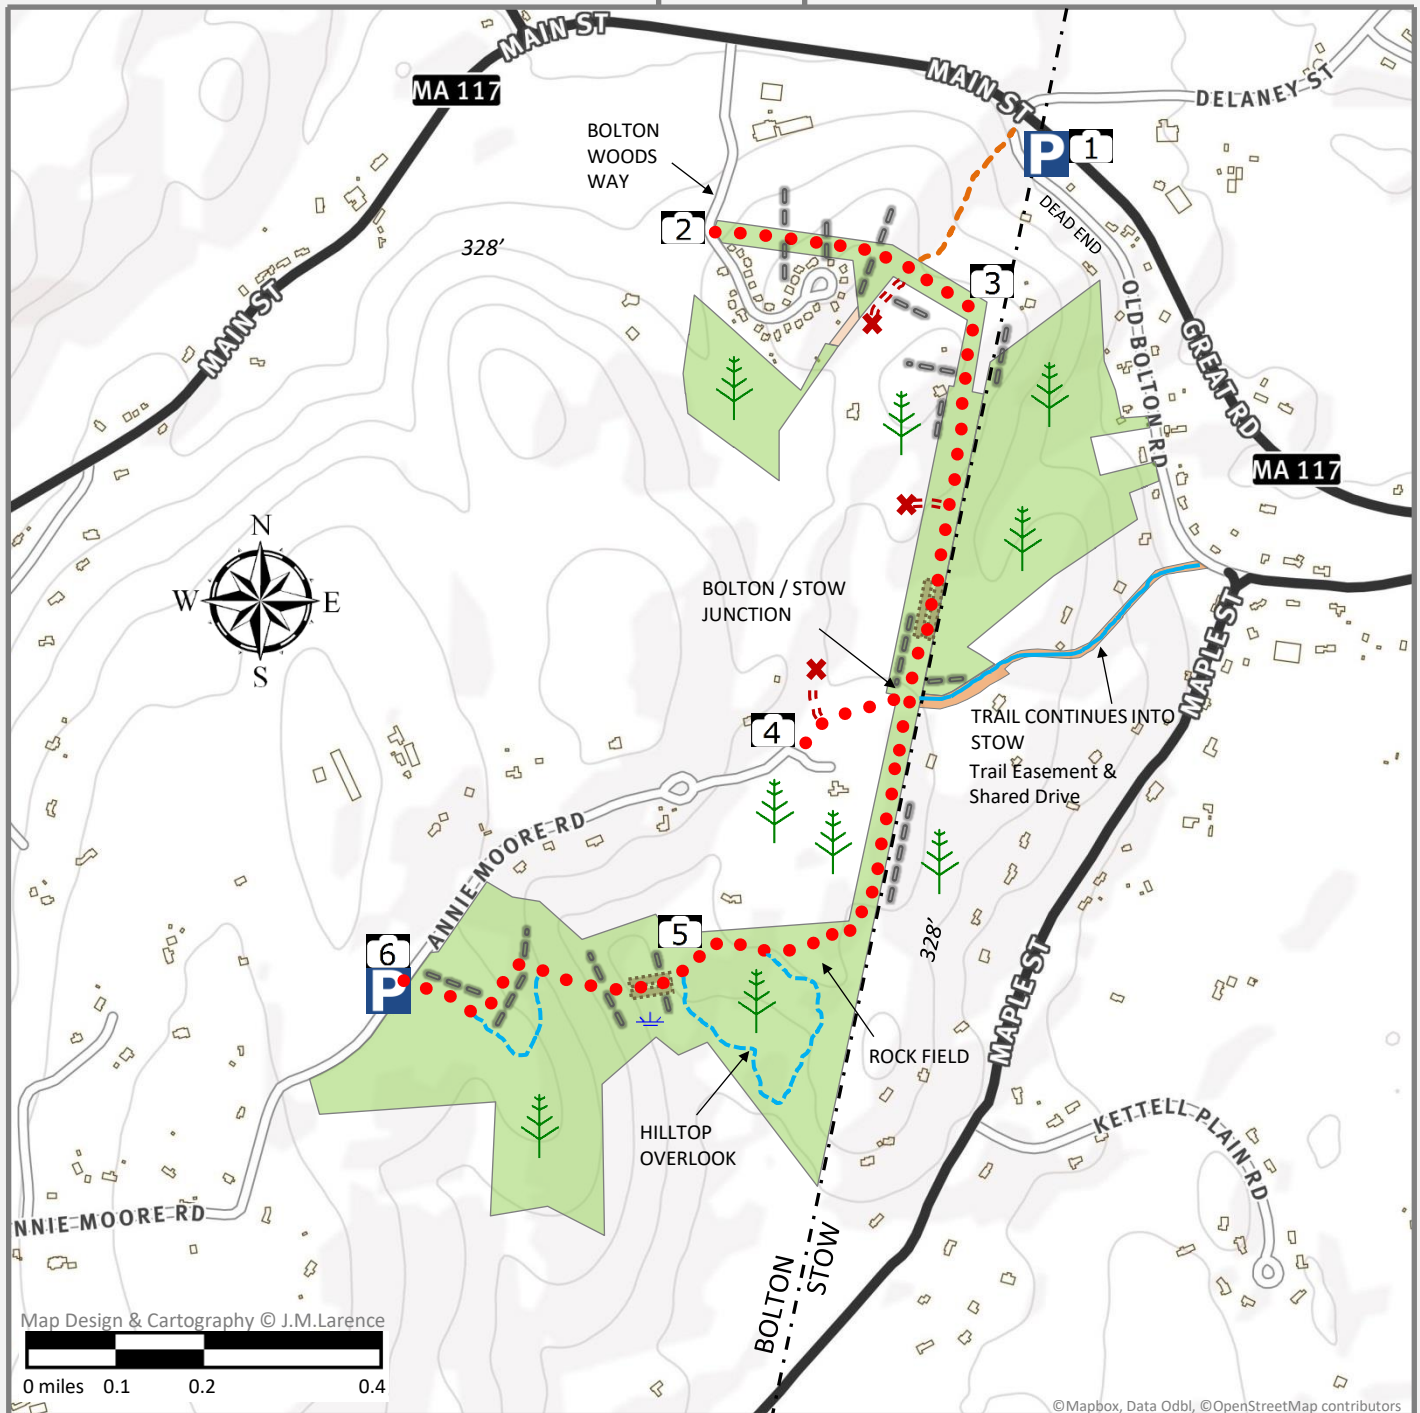 MAIN ST
MA 117
MAIN ST
DELANEY ST
P
1
BOLTON
WOODS
WAY
DEAD END
2
328'
3
OLD BOLTON RD
MAIN ST
GREAT RD
MA 117
N
W
E
S
BOLTON / STOW
JUNCTION
MAPLE ST
4
TRAIL CONTINUES INTO
STOW
Trail Easement &
Shared Drive
ANNIE MOORE RD
5
328'
6
P
MAPLE ST
ROCK FIELD
HILLTOP
OVERLOOK
KETTELL PLAIN RD
NNIE MOORE RD
BOLTON
STOW
Map Design & Cartography © J.M.Larence
0 miles 0.1 0.2 0.4
©Mapbox, Data Odbl, ©OpenStreetMap contributors